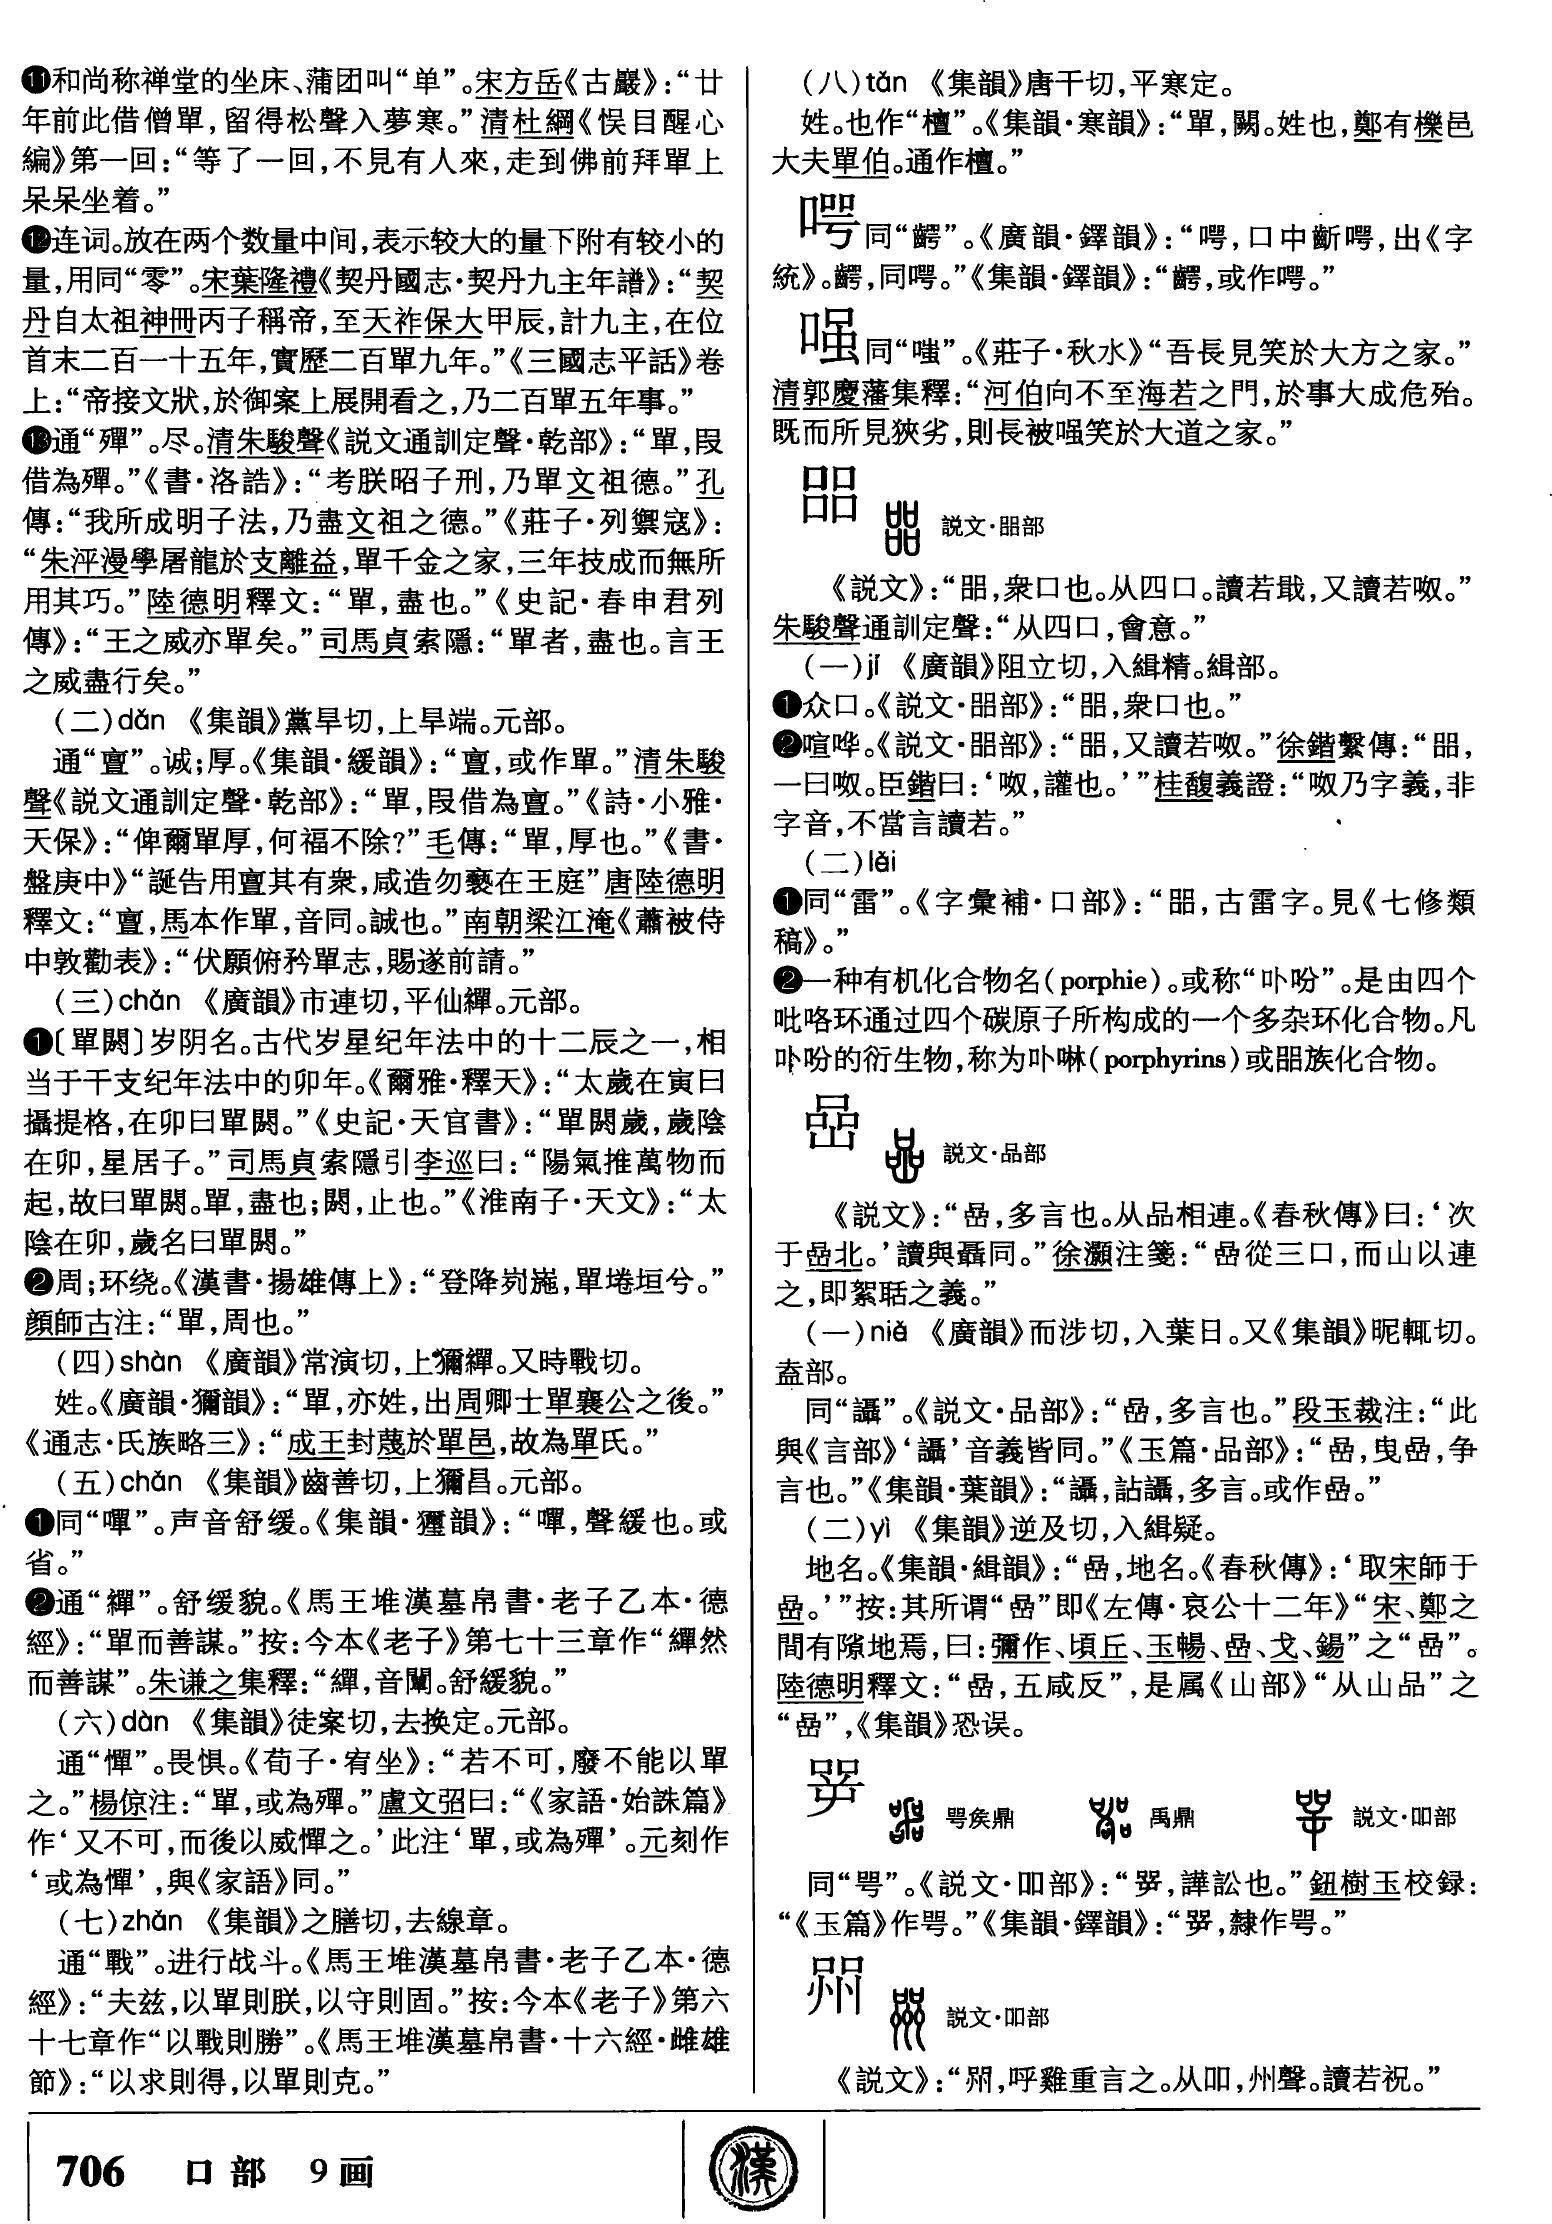 ⓫和尚称禅堂的坐床、蒲团叫“单”。宋方岳《古巖》:“廿
年前此借僧單,留得松聲入夢寒。”清杜綱《悞目醒心
編》第一回:“等了一回,不見有人來,走到佛前拜單上
呆呆坐着。”
⓬连词。放在两个数量中间,表示较大的量下附有较小的
量,用同“零”。宋葉隆禮《契丹國志·契丹九主年譜》:“契
丹自太祖神冊丙子稱帝,至天祚保大甲辰,計九主,在位
首末二百一十五年,實歷二百單九年。”《三國志平話》卷
上:“帝接文狀,於御案上展開看之,乃二百單五年事。”
⓭通“殫”。尽。清朱駿聲《説文通訓定聲·乾部》:“單,叚
借為殫。”《書·洛誥》:“考朕昭子刑,乃單文祖德。”孔
傳:“我所成明子法,乃盡文祖之德。”《莊子·列禦寇》:
“朱泙漫學屠龍於支離益,單千金之家,三年技成而無所
用其巧。”陸德明釋文:“單,盡也。”《史記·春申君列
傳》:“王之威亦單矣。”司馬貞索隱:“單者,盡也。言王
之威盡行矣。”
(二)dǎn 《集韻》黨旱切,上旱端。元部。
通“亶”。诚;厚。《集韻·緩韻》:“亶,或作單。”清朱駿
聲《説文通訓定聲·乾部》:“單,叚借為亶。”《詩·小雅·
天保》:“俾爾單厚,何福不除?”毛傳:“單,厚也。”《書·
盤庚中》“誕告用亶其有衆,咸造勿褻在王庭”唐陸德明
釋文:“亶,馬本作單,音同。誠也。”南朝梁江淹《蕭被侍
中敦勸表》:“伏願俯矜單志,賜遂前請。”
(三)chán 《廣韻》市連切,平仙禪。元部。
❶〔單閼〕岁阴名。古代岁星纪年法中的十二辰之一,相
当于干支纪年法中的卯年。《爾雅·釋天》:“太歲在寅曰
攝提格,在卯曰單閼。”《史記·天官書》:“單閼歲,歲陰
在卯,星居子。”司馬貞索隱引李巡曰:“陽氣推萬物而
起,故曰單閼。單,盡也;閼,止也。”《淮南子·天文》:“太
陰在卯,歲名曰單閼。”
❷周;环绕。《漢書·揚雄傳上》:“登降峛崺,單埢垣兮。”
顔師古注:“單,周也。”
(四)shàn 《廣韻》常演切,上獮禪。又時戰切。
姓。《廣韻·獮韻》:“單,亦姓,出周卿士單襄公之後。”
《通志·氏族略三》:“成王封蔑於單邑,故為單氏。”
(五)chǎn 《集韻》齒善切,上獮昌。元部。
❶同“嘽”。声音舒缓。《集韻·獮韻》:“嘽,聲緩也。或
省。”
❷通“繟”。舒缓貌。《馬王堆漢墓帛書·老子乙本·德
經》:“單而善謀。”按:今本《老子》第七十三章作“繟然
而善謀”。朱谦之集釋:“繟,音闡。舒緩貌。”
(六)dàn 《集韻》徒案切,去换定。元部。
通“憚”。畏惧。《荀子·宥坐》:“若不可,廢不能以單
之。”楊倞注:“單,或為殫。”盧文弨曰:“《家語·始誅篇》
作‘又不可,而後以威憚之。’此注‘單,或為殫’。元刻作
‘或為憚’,與《家語》同。”
(七)zhàn 《集韻》之膳切,去線章。
通“戰”。进行战斗。《馬王堆漢墓帛書·老子乙本·德
經》:“夫兹,以單則朕,以守則固。”按:今本《老子》第六
十七章作“以戰則勝”。《馬王堆漢墓帛書·十六經·雌雄
節》:“以求則得,以單則克。”
(八)tán 《集韻》唐干切,平寒定。
姓。也作“檀”。《集韻·寒韻》:“單,闕。姓也,鄭有櫟邑
大夫單伯。通作檀。”
噿同“齶”。《廣韻·鐸韻》:“㗁,口中齗㗁,出《字
統》。齶,同㗁。”《集韻·鐸韻》:“齶,或作㗁。”
嗤同“嗤”。《莊子·秋水》“吾長見笑於大方之家。”
清郭慶藩集釋:“河伯向不至海若之門,於事大成危殆。
既而所見狹劣,則長被㗤笑於大道之家。”
㗊 説文·㗊部
《説文》:“㗊,衆口也。从四口。讀若戢,又讀若呶。”
朱駿聲通訓定聲:“从四口,會意。”
(一)jí 《廣韻》阻立切,入緝精。緝部。
❶众口。《説文·㗊部》:“㗊,衆口也。”
❷喧哗。《説文·㗊部》:“㗊,又讀若呶。”徐鍇繫傳:“㗊,
一曰呶。臣鍇曰:‘呶,讙也。’”桂馥義證:“呶乃字義,非
字音,不當言讀若。”
(二)léi
❶同“雷”。《字彙補·口部》:“㗊,古雷字。見《七修類
稿》。”
❷一种有机化合物名(porphie)。或称“卟吩”。是由四个
吡咯环通过四个碳原子所构成的一个多杂环化合物。凡
卟吩的衍生物,称为卟啉(porphyrins)或㗊族化合物。
嵒 説文·品部
《説文》:“嵒,多言也。从品相連。《春秋傳》曰:‘次
于嵒北。’讀與聶同。”徐灝注箋:“嵒從三口,而山以連
之,即絮聒之義。”
(一)niè 《廣韻》而涉切,入葉日。又《集韻》昵輒切。
盍部。
同“讘”。《説文·品部》:“嵒,多言也。”段玉裁注:“此
與《言部》‘讘’音義皆同。”《玉篇·品部》:“嵒,曳嵒,争
言也。”《集韻·葉韻》:“讘,詀讘,多言。或作嵒。”
(二)yì 《集韻》逆及切,入緝疑。
地名。《集韻·緝韻》:“嵒,地名。《春秋傳》:‘取宋師于
嵒。’”按:其所谓“嵒”即《左傳·哀公十二年》“宋、鄭之
間有隙地焉,曰:彌作、頃丘、玉暢、嵒、戈、鍚”之“嵒”。
陸德明釋文:“嵒,五咸反”,是属《山部》“从山品”之
“嵒”,《集韻》恐误。
㖾 咢矦鼎 禹鼎 説文·吅部
同“咢”。《説文·吅部》:“㖾,譁訟也。”鈕樹玉校録:
“《玉篇》作咢。”《集韻·鐸韻》:“㖾,隸作咢。”
喌 説文·吅部
《説文》:“喌,呼雞重言之。从吅,州聲。讀若祝。”
706 口部 9画
漢